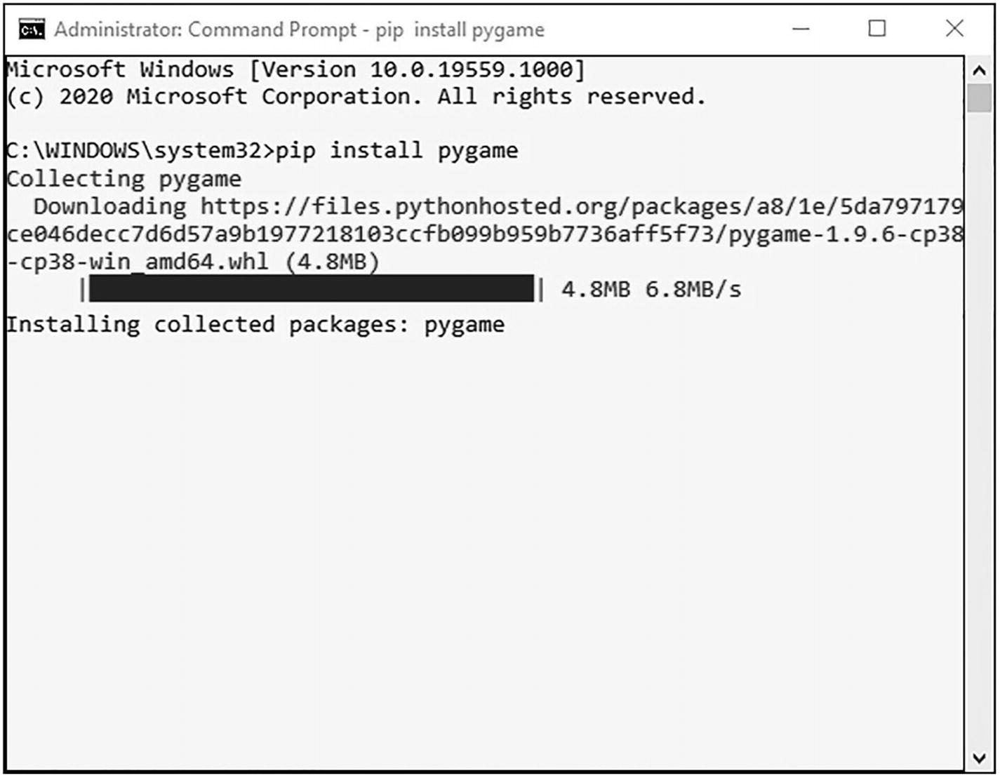 Administrator: Command Prompt - pip  install pygame
Microsoft Windows [Version 10.0.19559.1000]
(c) 2020 Microsoft Corporation. All rights reserved.
C:\WINDOWS\system32>pip install pygame
Collecting pygame
  Downloading https://files.pythonhosted.org/packages/a8/1e/5da797179
ce046decc7d6d57a9b1977218103ccfb099b959b7736aff5f73/pygame-1.9.6-cp38
-cp38-win_amd64.whl (4.8MB)
| | 4.8MB 6.8MB/s
Installing collected packages: pygame